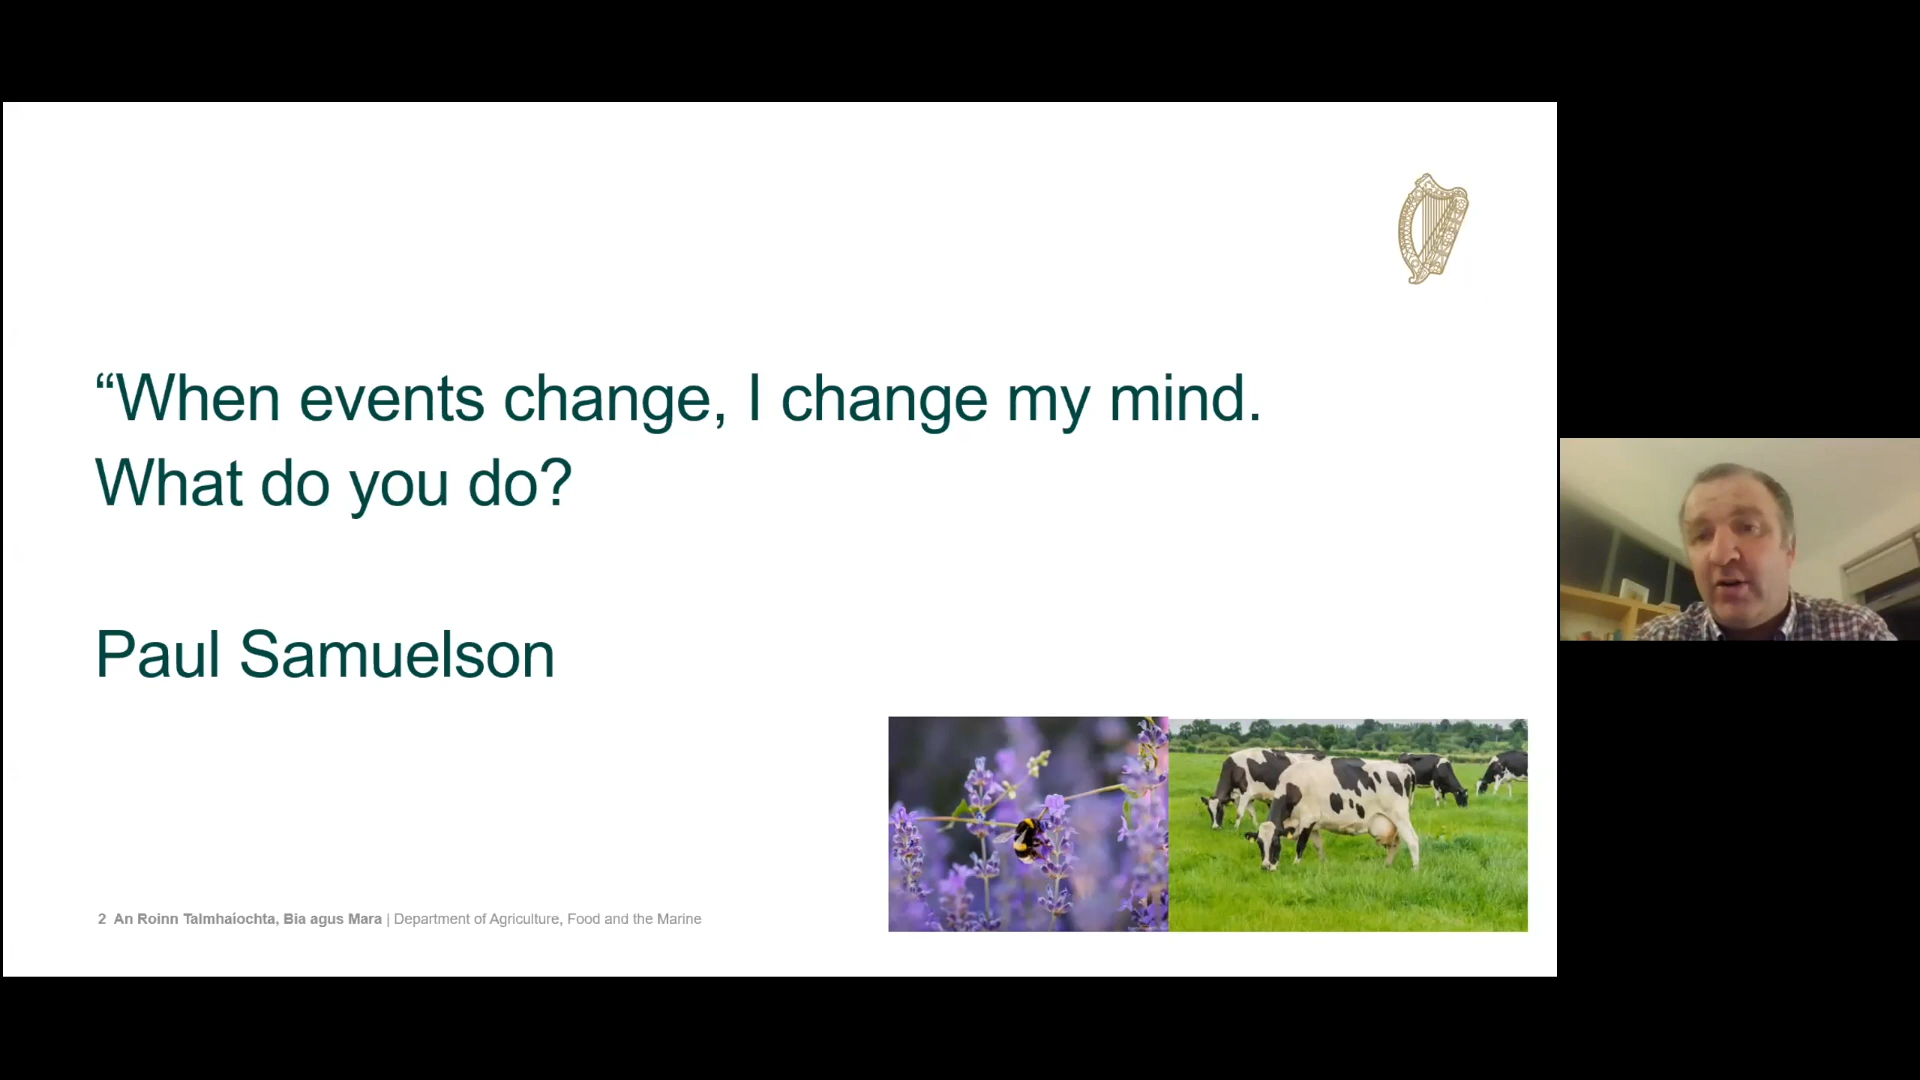 “When events change, I change my mind.
What do you do?
Paul Samuelson
2 An Roinn Talmhaíochta, Bia agus Mara | Department of Agriculture, Food and the Marine